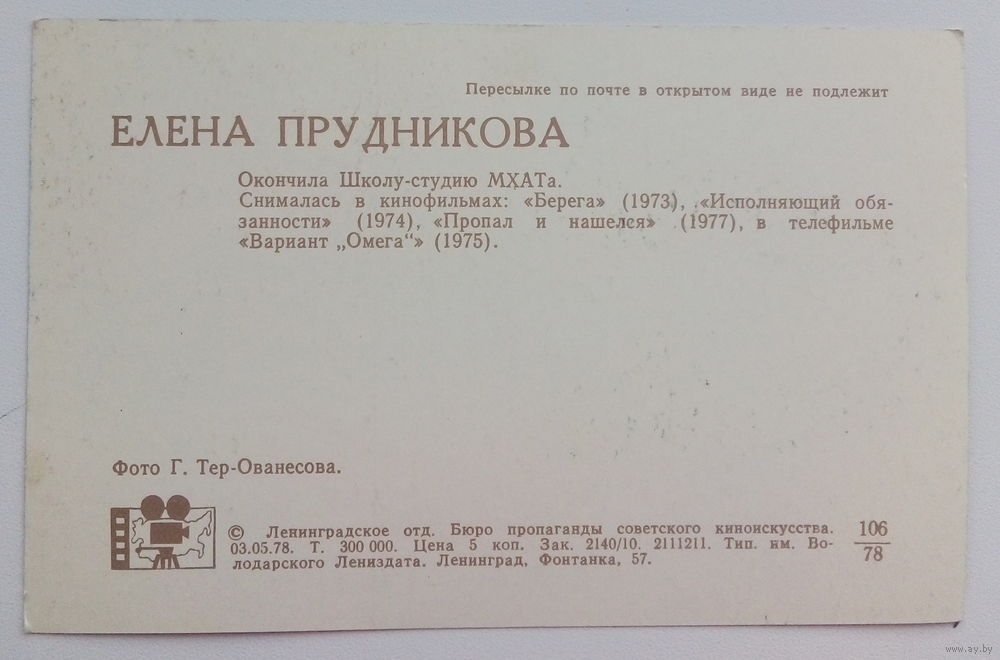 Пересылке по почте в открытом виде не подлежит
ЕЛЕНА ПРУДНИКОВА
Окончила Школу-студию МХАТа.
Снималась в кинофильмах: «Берега» (1973), «Исполняющий обя-
занности» (1974), «Пропал и нашелся» (1977), в телефильме
«Вариант „Омега“» (1975).
Фото Г. Тер-Ованесова.
© Ленинградское отд. Бюро пропаганды советского киноискусства.
03.05.78. Т. 300 000. Цена 5 коп. Зак. 2140/10. 2111211. Тип. им. Во-
лодарского Лениздата. Ленинград, Фонтанка, 57.
106
78
www.ay.by